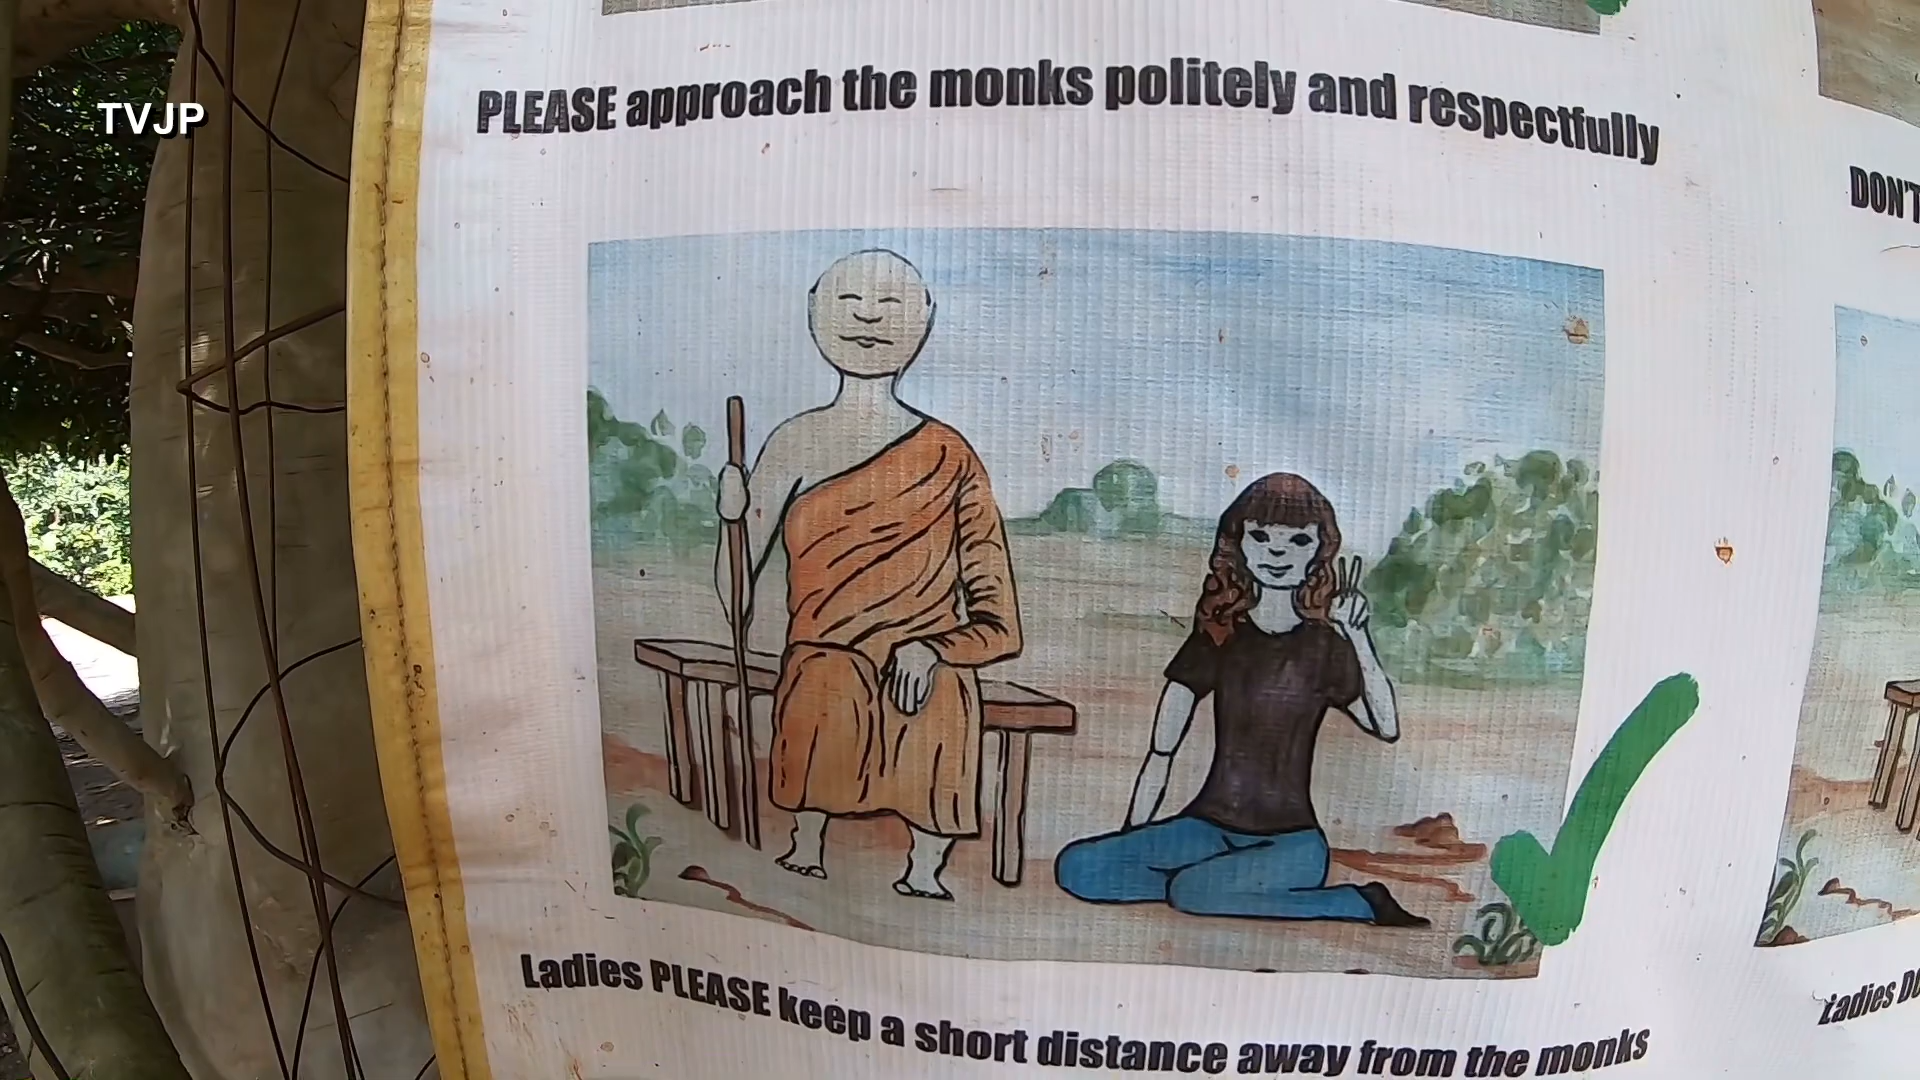 TVJP
PLEASE approach the monks politely and respectfully
DON'T
Ladies PLEASE keep a short distance away from the monks
Ladies